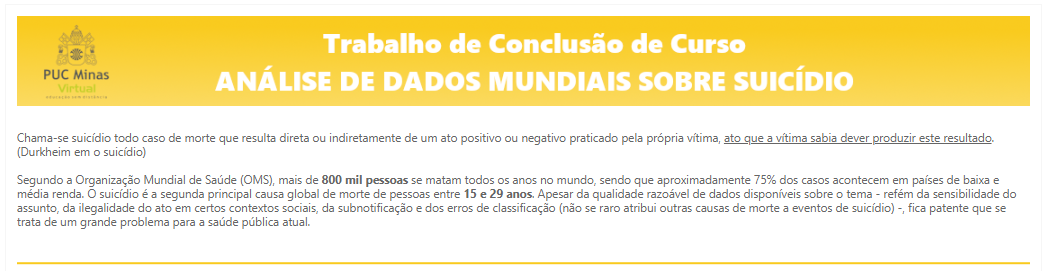 Trabalho de Conclusão de Curso
ANÁLISE DE DADOS MUNDIAIS SOBRE SUICÍDIO
PUC Minas
Virtual
Chama-se suicídio todo caso de morte que resulta direta ou indiretamente de um ato positivo ou negativo praticado pela própria vítima, ato que a vítima sabia dever produzir este resultado.
(Durkheim em o suicídio)
Segundo a Organização Mundial de Saúde (OMS), mais de 800 mil pessoas se matam todos os anos no mundo, sendo que aproximadamente 75% dos casos acontecem em países de baixa e
média renda. O suicídio é a segunda principal causa global de morte de pessoas entre 15 e 29 anos. Apesar da qualidade razoável de dados disponíveis sobre o tema - refém da sensibilidade do
assunto, da ilegalidade do ato em certos contextos sociais, da subnotificação e dos erros de classificação (não se raro atribui outras causas de morte a eventos de suicídio) -, fica patente que se
trata de um grande problema para a saúde pública atual.